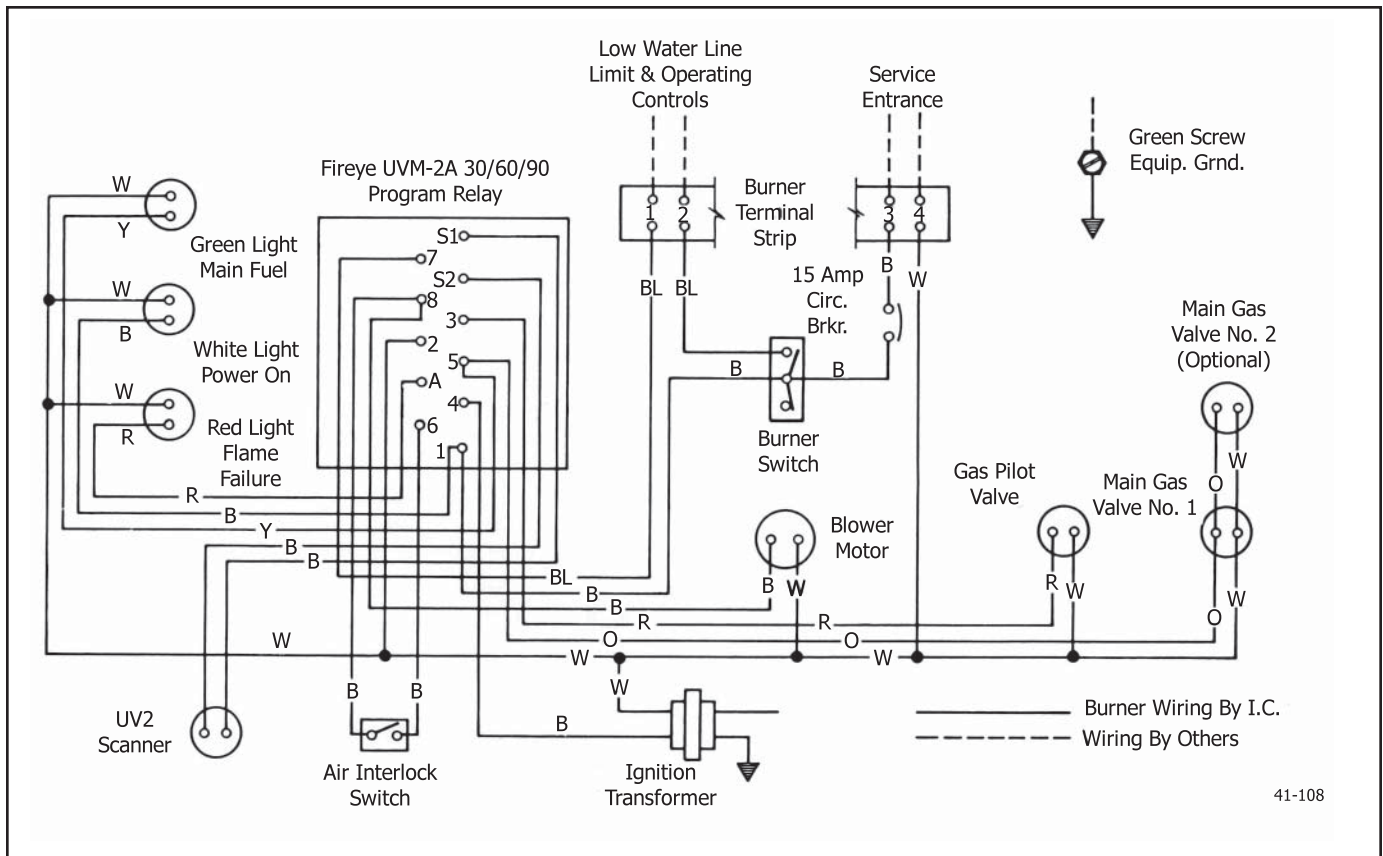 Low Water Line
Limit & Operating
Controls
Service
Entrance
Green Screw
Equip. Grnd.
Fireye UVM-2A 30/60/90
Program Relay
Burner
Terminal
Strip
1
2
3
4
W
Y
Green Light
Main Fuel
W
B
White Light
Power On
W
R
Red Light
Flame
Failure
S1
7
S2
8
3
2
5
A
4
6
1
BL
BL
B
W
15 Amp
Circ.
Brkr.
B
B
Burner
Switch
Main Gas
Valve No. 2
(Optional)
O
W
Main Gas
Valve No. 1
Gas Pilot
Valve
Blower
Motor
R
B
Y
B
B
BL
B
B
R
R
O
O
W
W
W
B
W
R
W
O
W
B
B
W
B
UV2
Scanner
Air Interlock
Switch
Ignition
Transformer
Burner Wiring By I.C.
Wiring By Others
41-108